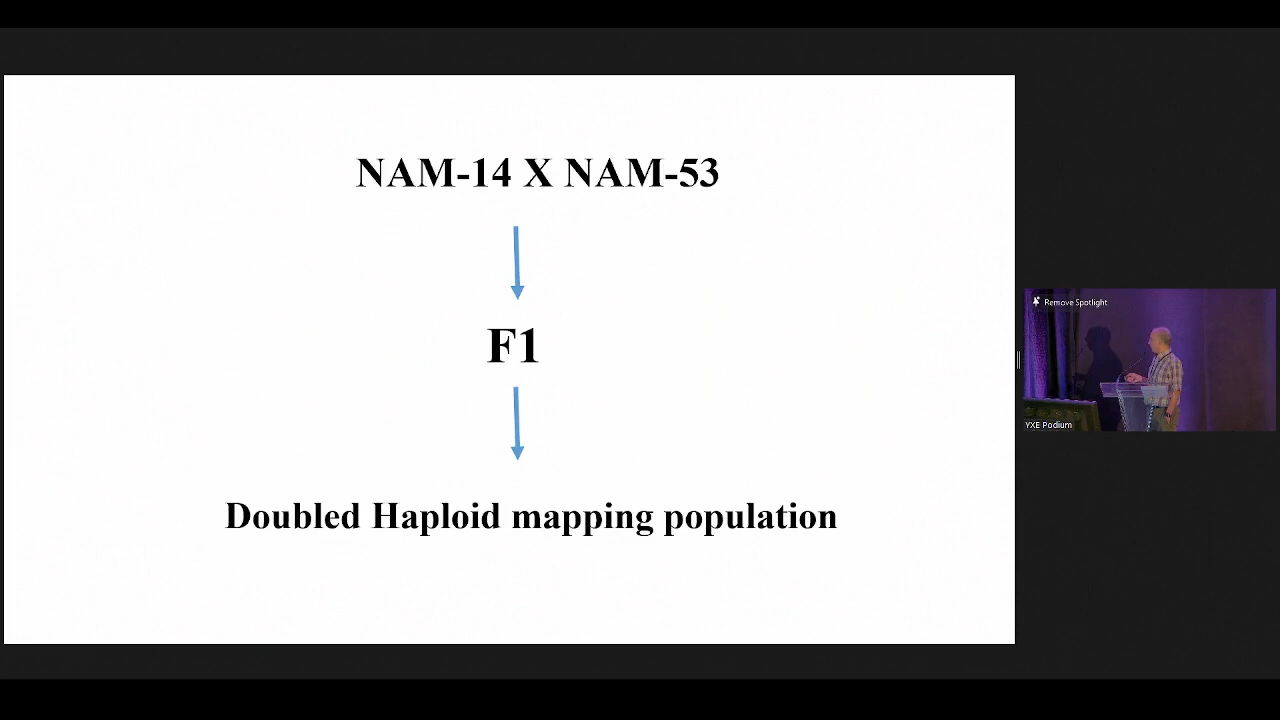 NAM-14 X NAM-53
F1
Doubled Haploid mapping population
Remove Spotlight
YXE Podium